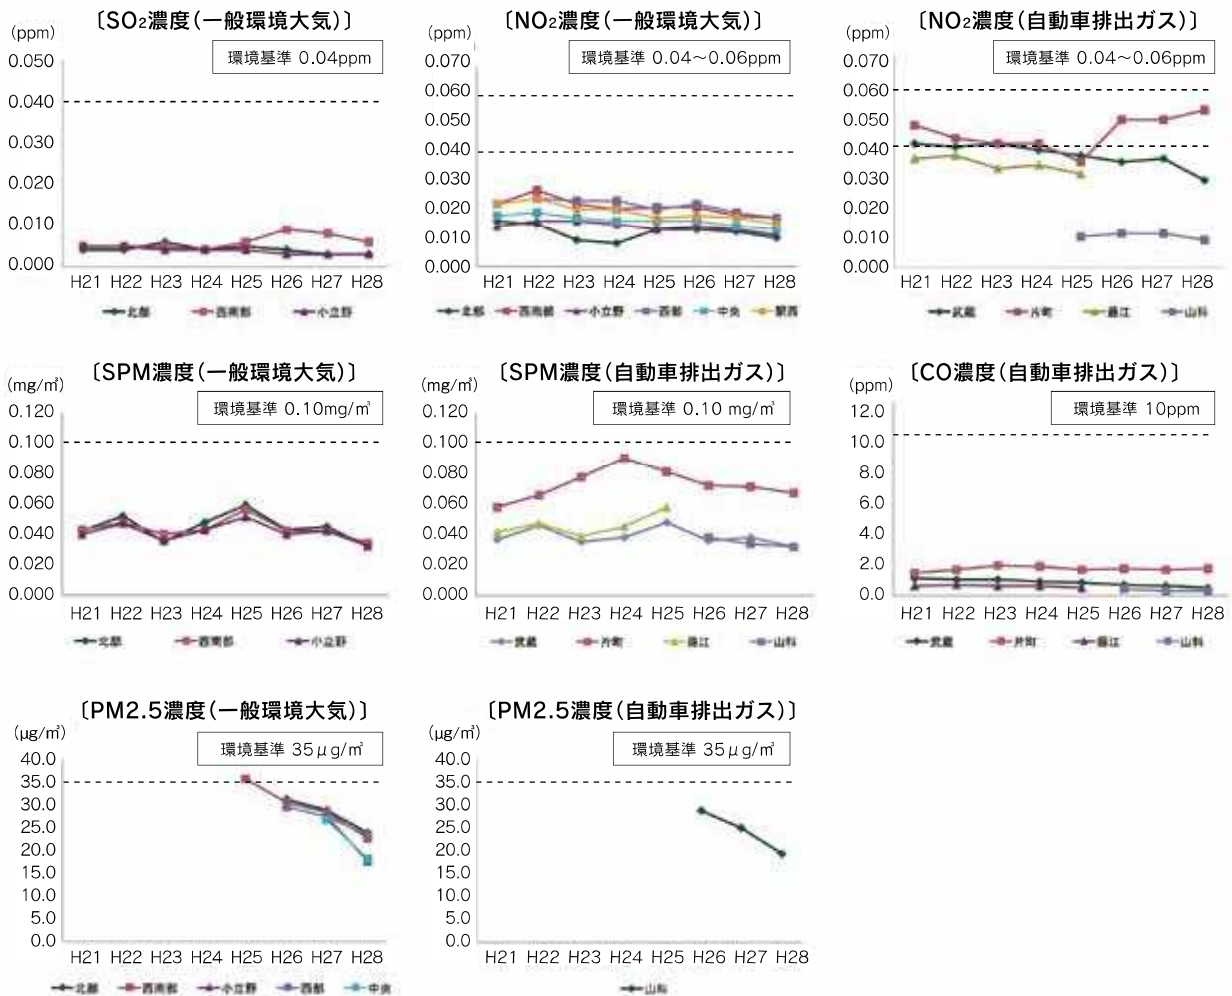 〔SO₂濃度(一般環境大気)〕
(ppm)
環境基準 0.04ppm
0.050
0.040
0.030
0.020
0.010
0.000
H21 H22 H23 H24 H25 H26 H27 H28
北部 西南部 小立野
〔NO₂濃度(一般環境大気)〕
(ppm)
環境基準 0.04～0.06ppm
0.070
0.060
0.050
0.040
0.030
0.020
0.010
0.000
H21 H22 H23 H24 H25 H26 H27 H28
北部 西南部 小立野 西部 中央 駅西
〔NO₂濃度(自動車排出ガス)〕
(ppm)
環境基準 0.04～0.06ppm
0.070
0.060
0.050
0.040
0.030
0.020
0.010
0.000
H21 H22 H23 H24 H25 H26 H27 H28
武蔵 片町 藤江 山科
〔SPM濃度(一般環境大気)〕
(mg/㎥)
環境基準 0.10mg/㎥
0.120
0.100
0.080
0.060
0.040
0.020
0.000
H21 H22 H23 H24 H25 H26 H27 H28
北部 西南部 小立野
〔SPM濃度(自動車排出ガス)〕
(mg/㎥)
環境基準 0.10 mg/㎥
0.120
0.100
0.080
0.060
0.040
0.020
0.000
H21 H22 H23 H24 H25 H26 H27 H28
武蔵 片町 藤江 山科
〔CO濃度(自動車排出ガス)〕
(ppm)
環境基準 10ppm
12.0
10.0
8.0
6.0
4.0
2.0
0.0
H21 H22 H23 H24 H25 H26 H27 H28
武蔵 片町 藤江 山科
〔PM2.5濃度(一般環境大気)〕
(μg/㎥)
環境基準 35μg/㎥
40.0
35.0
30.0
25.0
20.0
15.0
10.0
5.0
0.0
H21 H22 H23 H24 H25 H26 H27 H28
北部 西南部 小立野 西部 中央
〔PM2.5濃度(自動車排出ガス)〕
(μg/㎥)
環境基準 35μg/㎥
40.0
35.0
30.0
25.0
20.0
15.0
10.0
5.0
0.0
H21 H22 H23 H24 H25 H26 H27 H28
山科